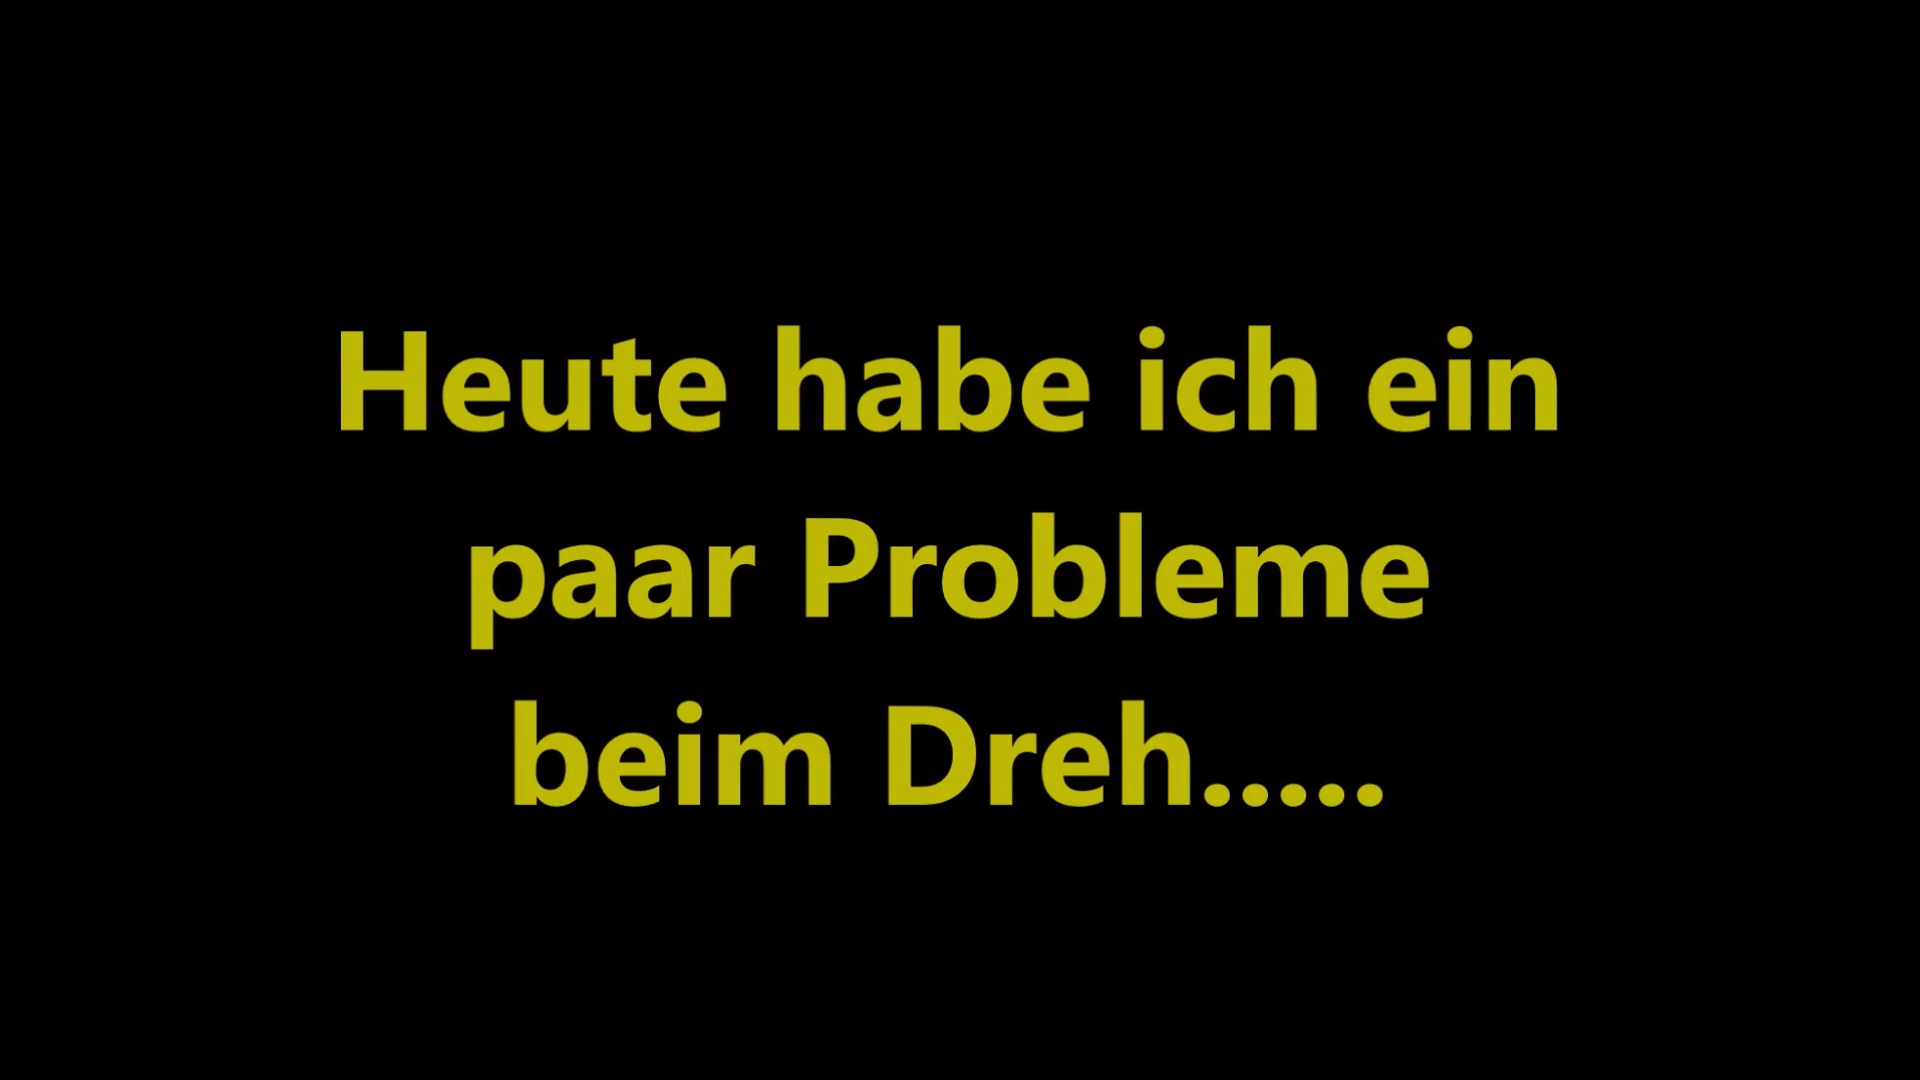 Heute habe ich ein
paar Probleme
beim Dreh.....